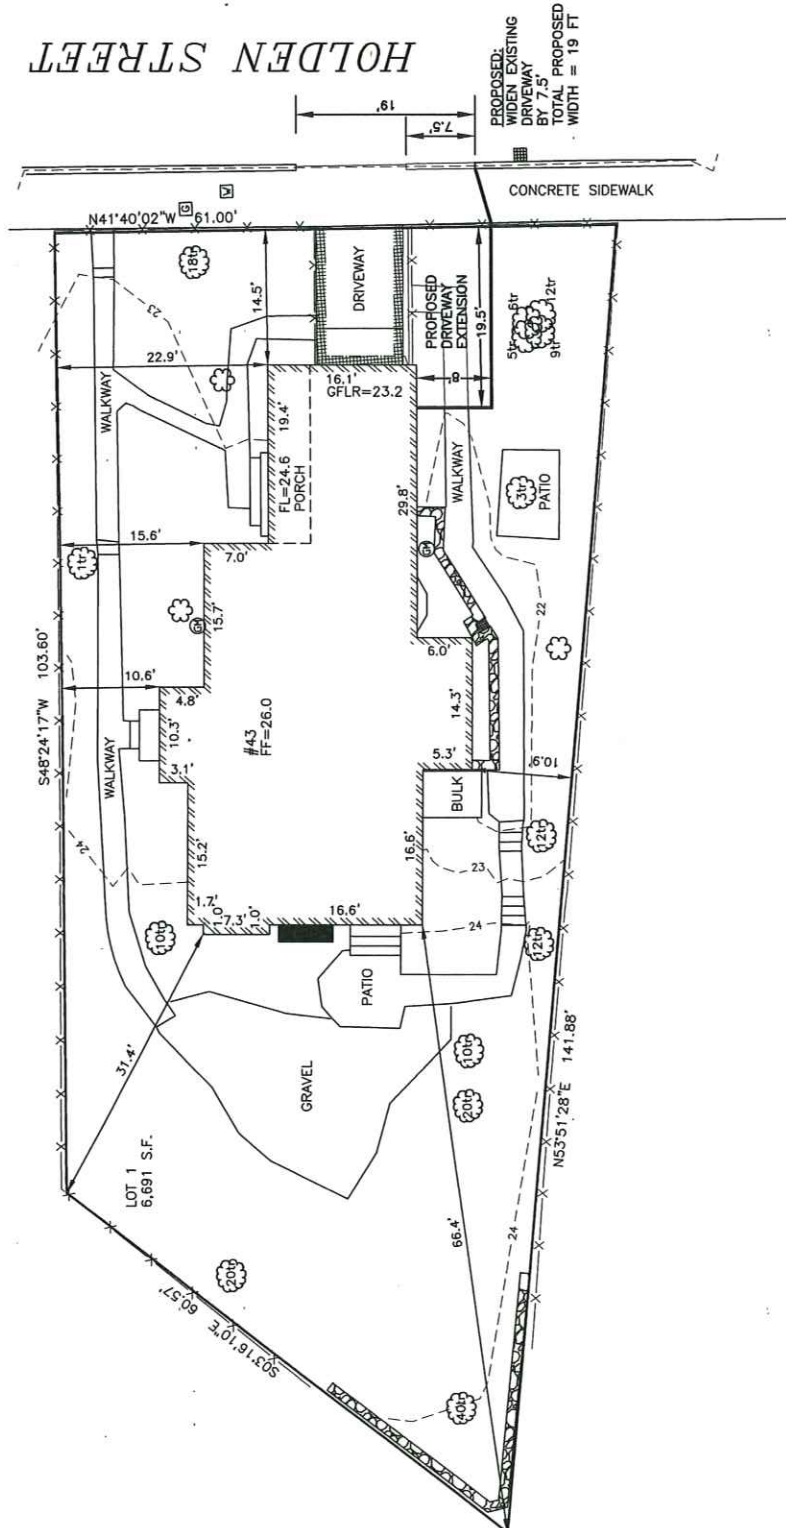 HOLDEN STREET
PROPOSED:
WIDEN EXISTING
DRIVEWAY
BY 7.5'
TOTAL PROPOSED
WIDTH = 19 FT
19'
7.5'
CONCRETE SIDEWALK
G
N41°40'02"W 61.00'
18tr
23
14.5'
DRIVEWAY
PROPOSED
DRIVEWAY
EXTENSION
19.5'
8'
5tr
6tr
9tr
12tr
22.9'
WALKWAY
16.1'
GFLR=23.2
19.4'
FL=24.6
PORCH
29.8'
WALKWAY
3tr
PATIO
1tr
15.6'
7.0'
GM
GM
15.7'
22
6.0'
S48°24'17"W 103.60'
10.6'
4.8'
10.3'
3.1'
#43
FF=26.0
14.3'
5.3'
BULK
10.9'
WALKWAY
24
15.2'
16.6'
23
12tr
1.7'
1.0'
7.3'
1.0'
16.6'
24
12tr
10tr
PATIO
31.4'
GRAVEL
10tr
20tr
N53°51'28"E 141.88'
LOT 1
6,691 S.F.
66.4'
24
20tr
S03°16'10"E 60.57'
40tr